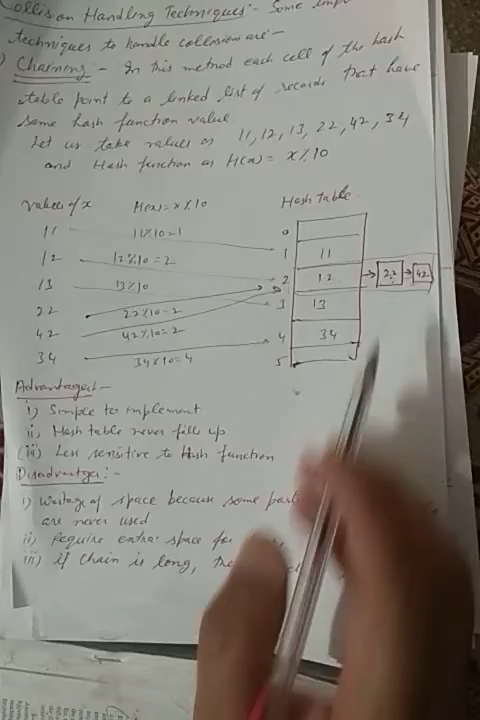 Collision Handling Techniques:- Some
techniques to handle collision are -
Chaining - In this method each cell of the hash
table point to a linked list of records that have
same hash function value.
Let us take values as 11, 12, 13, 22, 42, 34
and Hash function as H(x) = x % 10
Values of x H(x) = x % 10 Hash Table
0
11 11%10=1 1 11
12 12%10=2 2 12 22 42
13 13%10 3 13
22 22%10=2
42 42%10=2 4 34
34 34%10=4 5
Advantages:-
i) Simple to implement
ii) Hash table never fill up
(iii) Less sensitive to Hash function
Disadvantges:-
i) Wastage of space because some part
are never used
ii) Require extra space for
iii) If chain is long,